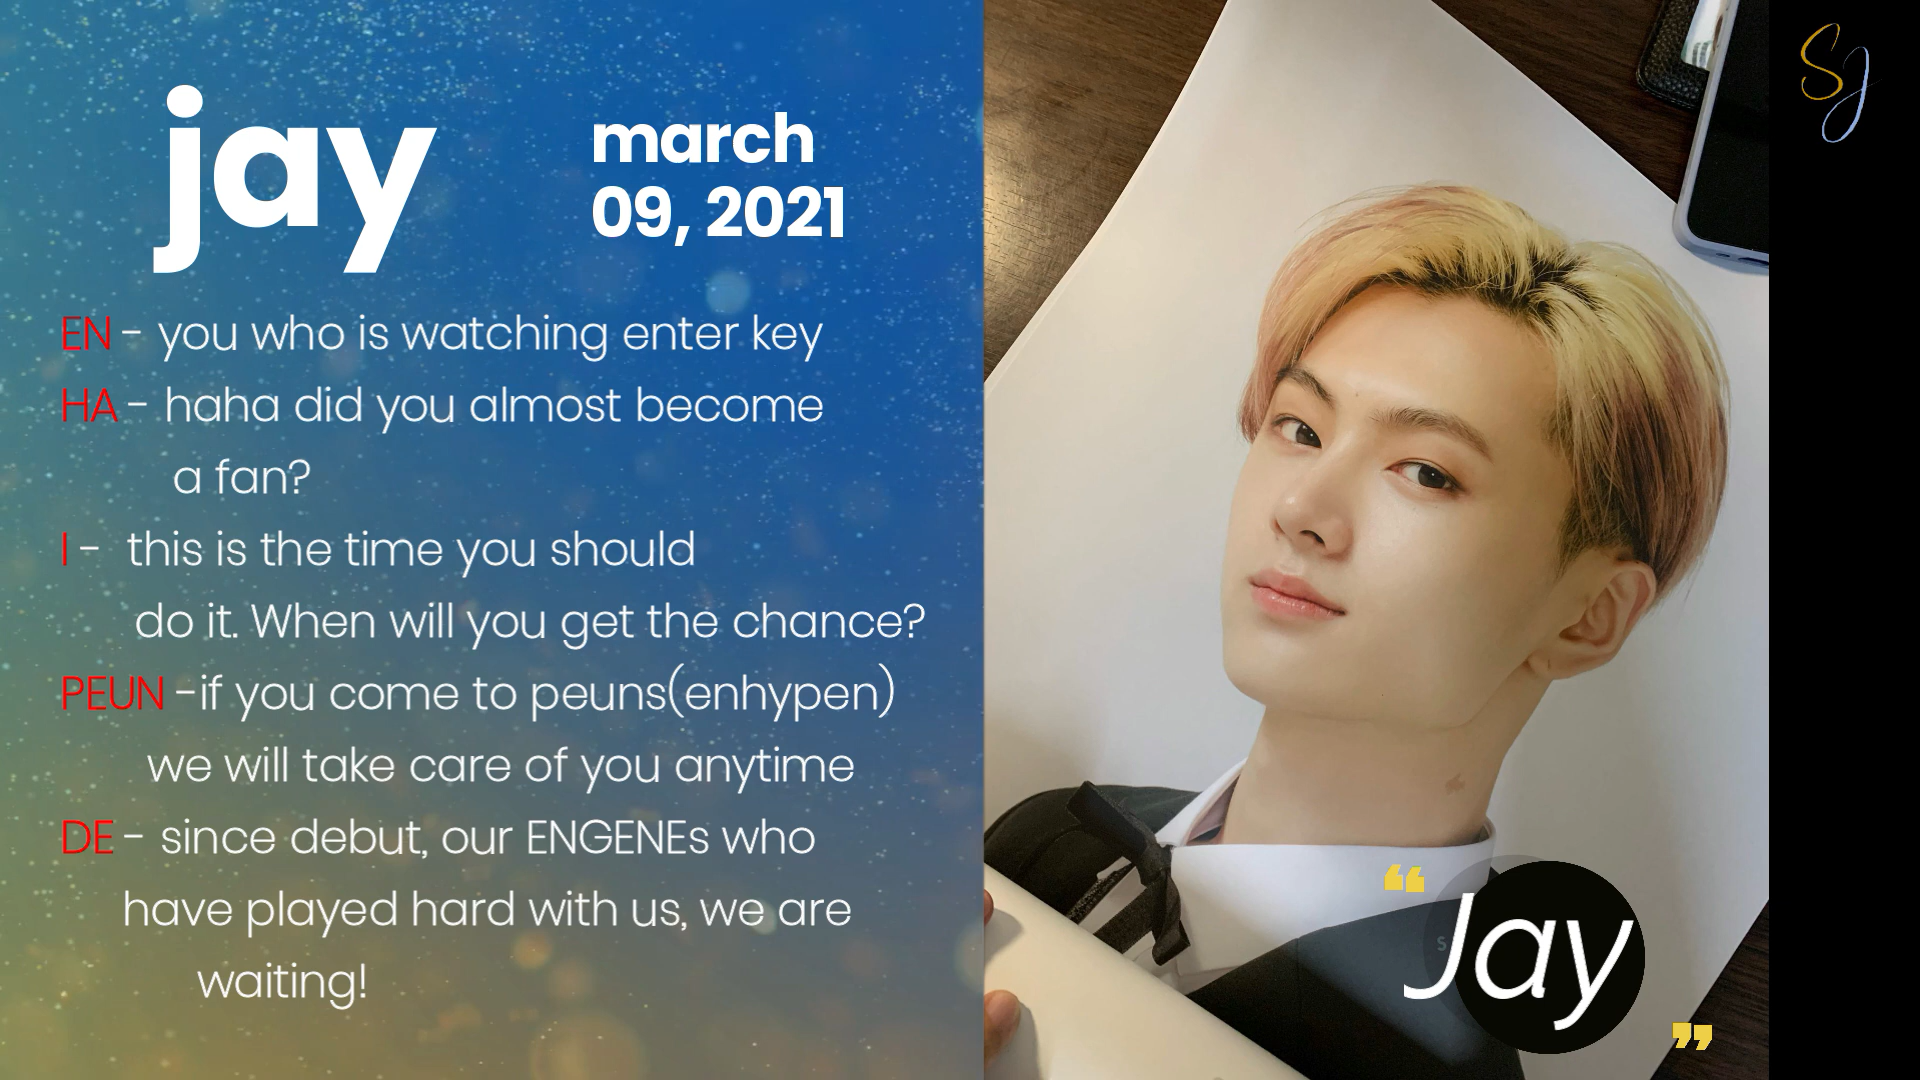 jay
march
09, 2021
EN - you who is watching enter key
HA - haha did you almost become
a fan?
I - this is the time you should
do it. When will you get the chance?
PEUN -if you come to peuns(enhypen)
we will take care of you anytime
DE - since debut, our ENGENEs who
have played hard with us, we are
waiting!
SJ
“Jay”